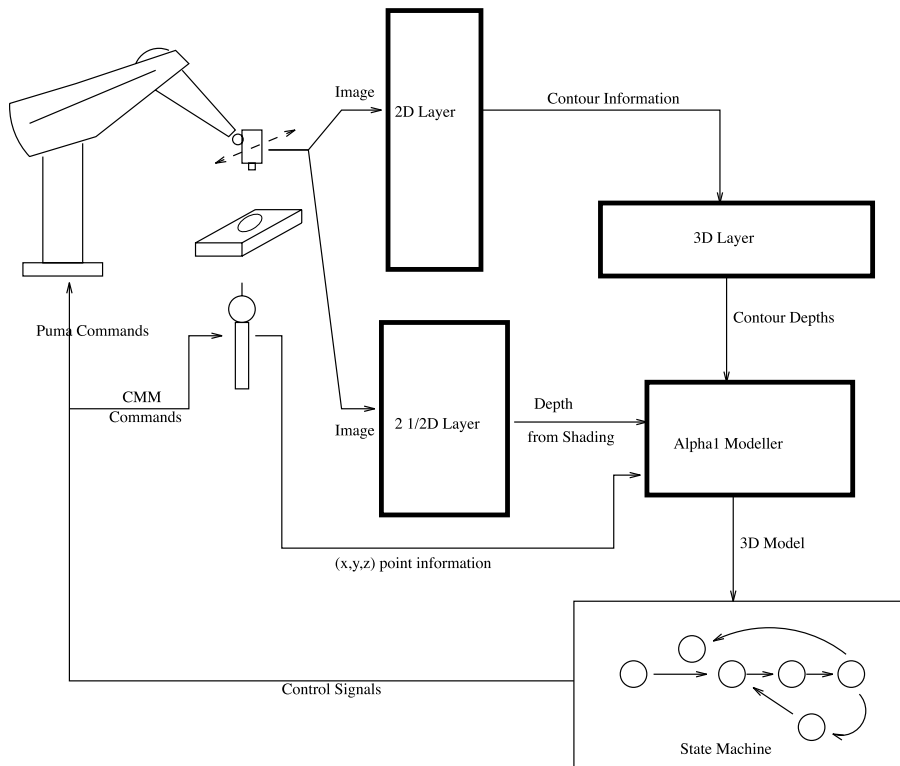 Image
2D Layer
Contour Information
3D Layer
Puma Commands
Contour Depths
CMM
Commands
Image
2 1/2D Layer
Depth
from Shading
Alpha1 Modeller
(x,y,z) point information
3D Model
Control Signals
State Machine